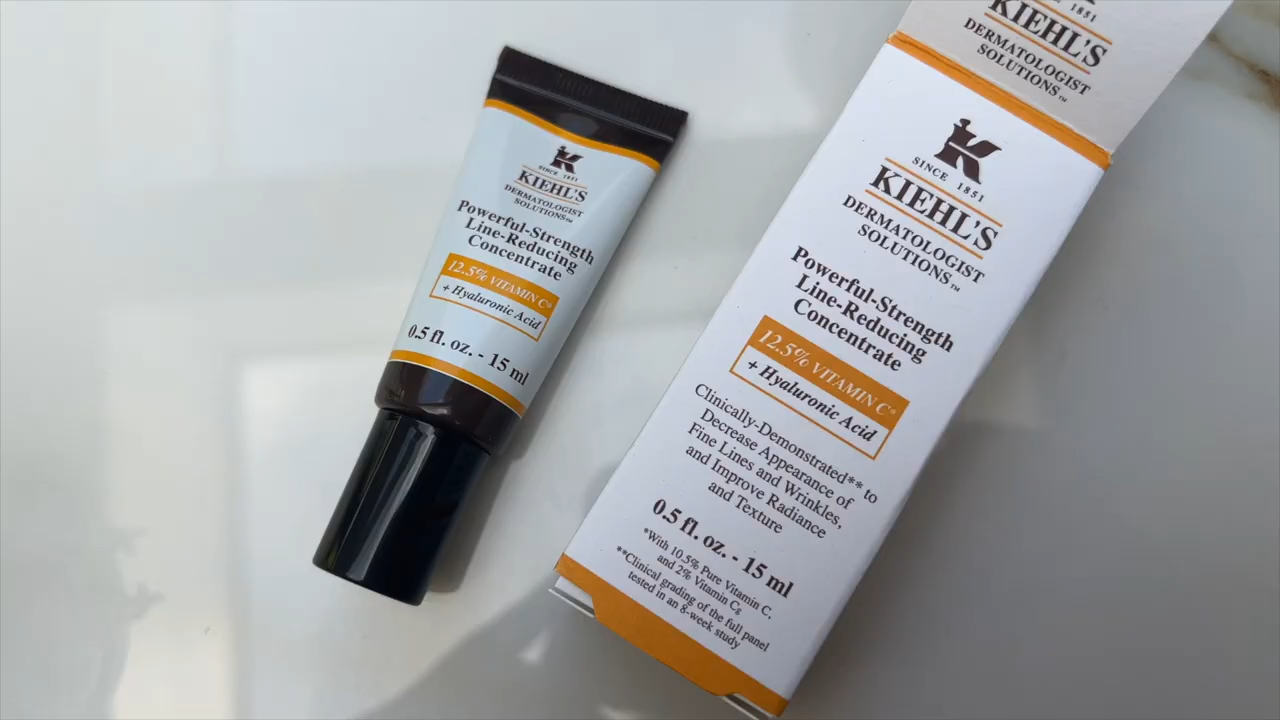 SINCE 1851
KIEHL'S
DERMATOLOGIST
SOLUTIONS™
Powerful-Strength
Line-Reducing
Concentrate
12.5% VITAMIN C*
+ Hyaluronic Acid
0.5 fl. oz. - 15 ml
1851
KIEHL'S
DERMATOLOGIST
SOLUTIONS™
K
SINCE 1851
KIEHL'S
DERMATOLOGIST
SOLUTIONS™
Powerful-Strength
Line-Reducing
Concentrate
12.5% VITAMIN C*
+ Hyaluronic Acid
Clinically-Demonstrated** to
Decrease Appearance of
Fine Lines and Wrinkles,
and Improve Radiance
and Texture
0.5 fl. oz. - 15 ml
*With 10.5% Pure Vitamin C,
and 2% Vitamin Cg
**Clinical grading of the full panel
tested in an 8-week study